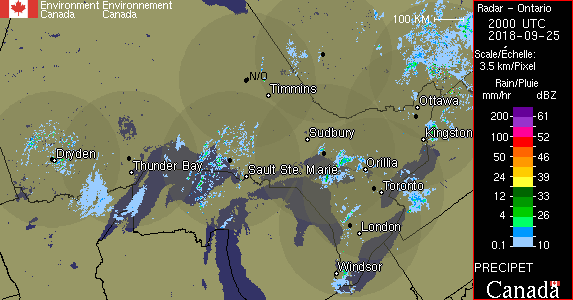 Environment Environnement
Canada Canada
100 KM
N/O
Timmins
Ottawa
Sudbury
Kingston
Dryden
Thunder Bay
Sault Ste. Marie
Orillia
Toronto
London
Windsor
Radar - Ontario
2000 UTC
2018-09-25
Scale/Échelle:
3.5 km/Pixel
Rain/Pluie
mm/hr dBZ
200 61
100 52
50 46
24 39
12 33
4 26
0.1 10
PRECIPET
Canada